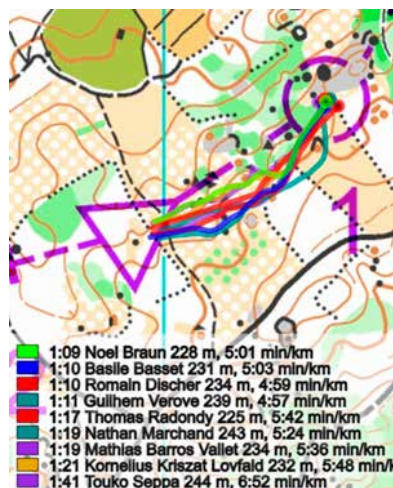 1
1:09 Noel Braun 228 m, 5:01 min/km
1:10 Basile Basset 231 m, 5:03 min/km
1:10 Romain Discher 234 m, 4:59 min/km
1:11 Guilhem Verove 239 m, 4:57 min/km
1:17 Thomas Radondy 225 m, 5:42 min/km
1:19 Nathan Marchand 243 m, 5:24 min/km
1:19 Mathias Barros Vallet 234 m, 5:36 min/km
1:21 Kornelius Kriszat Lovfald 232 m, 5:48 min/km
1:41 Touko Seppa 244 m, 6:52 min/km